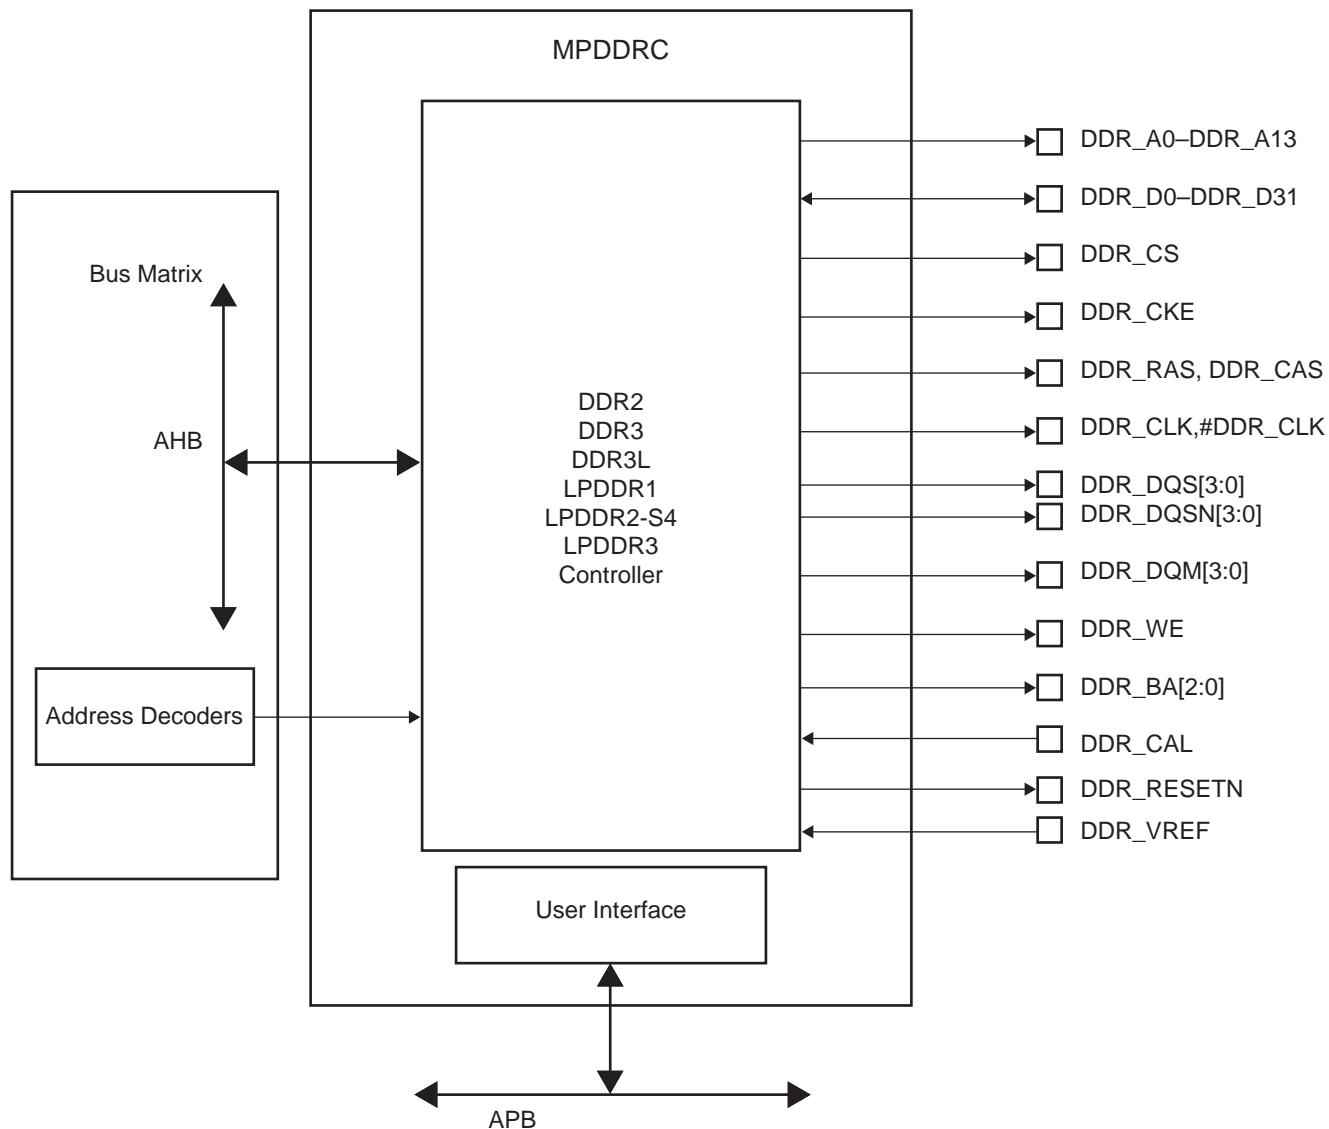 MPDDRC
Bus Matrix
AHB
Address Decoders
DDR2
DDR3
DDR3L
LPDDR1
LPDDR2-S4
LPDDR3
Controller
DDR_A0–DDR_A13
DDR_D0–DDR_D31
DDR_CS
DDR_CKE
DDR_RAS, DDR_CAS
DDR_CLK,#DDR_CLK
DDR_DQS[3:0]
DDR_DQSN[3:0]
DDR_DQM[3:0]
DDR_WE
DDR_BA[2:0]
DDR_CAL
DDR_RESETN
DDR_VREF
User Interface
APB